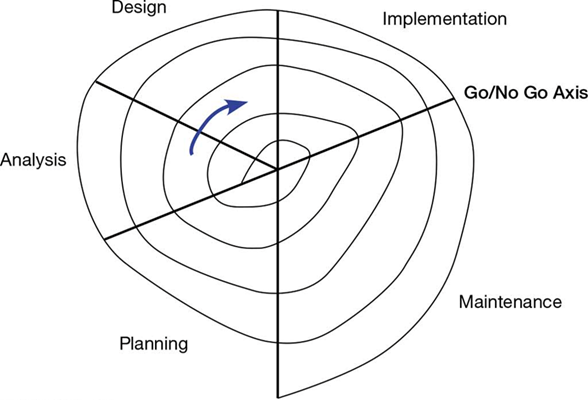 Design
Implementation
Go/No Go Axis
Analysis
Maintenance
Planning